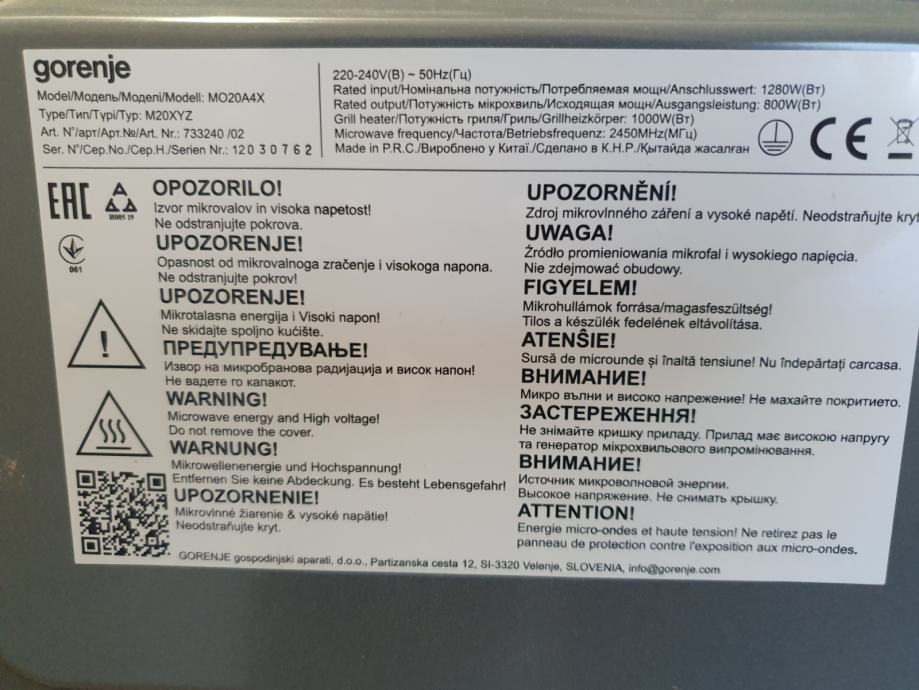 gorenje
Model/Модель/Моделі/Modell: MO20A4X
Type/Тип/Typi/Typ: M20XYZ
Art. N°/арт/Арт.№/Art. Nr.: 733240 /02
Ser. N°/Сер.No./Сер.Н./Serien Nr.: 12030762
220-240V(В) ~ 50Hz(Гц)
Rated input/Номінальна потужність/Потребляемая мощн/Anschlusswert: 1280W(Вт)
Rated output/Потужність мікрохвиль/Исходящая мощн/Ausgangsleistung: 800W(Вт)
Grill heater/Потужність гриля/Гриль/Grillheizkörper: 1000W(Вт)
Microwave frequency/Частота/Betriebsfrequenz: 2450MHz(МГц)
Made in P.R.C./Вироблено у Китаї./Сделано в К.Н.Р./Қытайда жасалған
CE
EAC
H005 19
061
OPOZORILO!
Izvor mikrovalov in visoka napetost!
Ne odstranjujte pokrova.
UPOZORENJE!
Opasnost od mikrovalnoga zračenje i visokoga napona.
Ne odstranjujte pokrov!
UPOZORENJE!
Mikrotalasna energija i Visoki napon!
Ne skidajte spoljno kućište.
ПРЕДУПРЕДУВАЊЕ!
Извор на микробранова радијација и висок напон!
Не вадете го капакот.
WARNING!
Microwave energy and High voltage!
Do not remove the cover.
WARNUNG!
Mikrowellenenergie und Hochspannung!
Entfernen Sie keine Abdeckung. Es besteht Lebensgefahr!
UPOZORNENIE!
Mikrovlnné žiarenie & vysoké napätie!
Neodstraňujte kryt.
UPOZORNĚNÍ!
Zdroj mikrovlnného záření a vysoké napětí. Neodstraňujte kryt
UWAGA!
Źródło promieniowania mikrofal i wysokiego napięcia.
Nie zdejmować obudowy.
FIGYELEM!
Mikrohullámok forrása/magasfeszültség!
Tilos a készülék fedelének eltávolítása.
ATENŜIE!
Sursă de microunde și înaltă tensiune! Nu îndepărtați carcasa.
ВНИМАНИЕ!
Микро вълни и високо напрежение! Не махайте покритието.
ЗАСТЕРЕЖЕННЯ!
Не знімайте кришку приладу. Прилад має високою напругу
та генератор мікрохвильового випромінювання.
ВНИМАНИЕ!
Источник микроволновой энергии.
Высокое напряжение. Не снимать крышку.
ATTENTION!
Energie micro-ondes et haute tension! Ne retirez pas le
panneau de protection contre l'exposition aux micro-ondes.
GORENJE gospodinjski aparati, d.o.o., Partizanska cesta 12, SI-3320 Velenje, SLOVENIA, info@gorenje.com